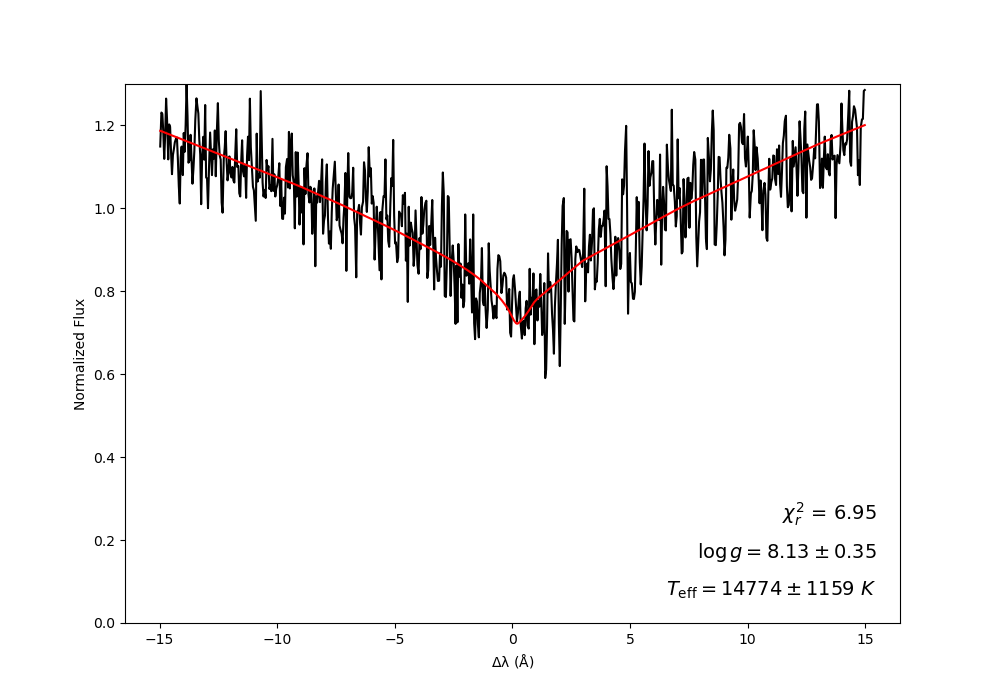 1.2
1.0
0.8
0.6
0.4
0.2
0.0
Normalized Flux
χ²ᵣ = 6.95
log g = 8.13 ± 0.35
T_eff = 14774 ± 1159 K
−15 −10 −5 0 5 10 15
Δλ (Å)